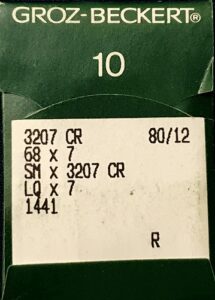 GROZ-BECKERT®
10
3207 CR 80/12
68 x 7
SM x 3207 CR
LQ x 7
1441
R